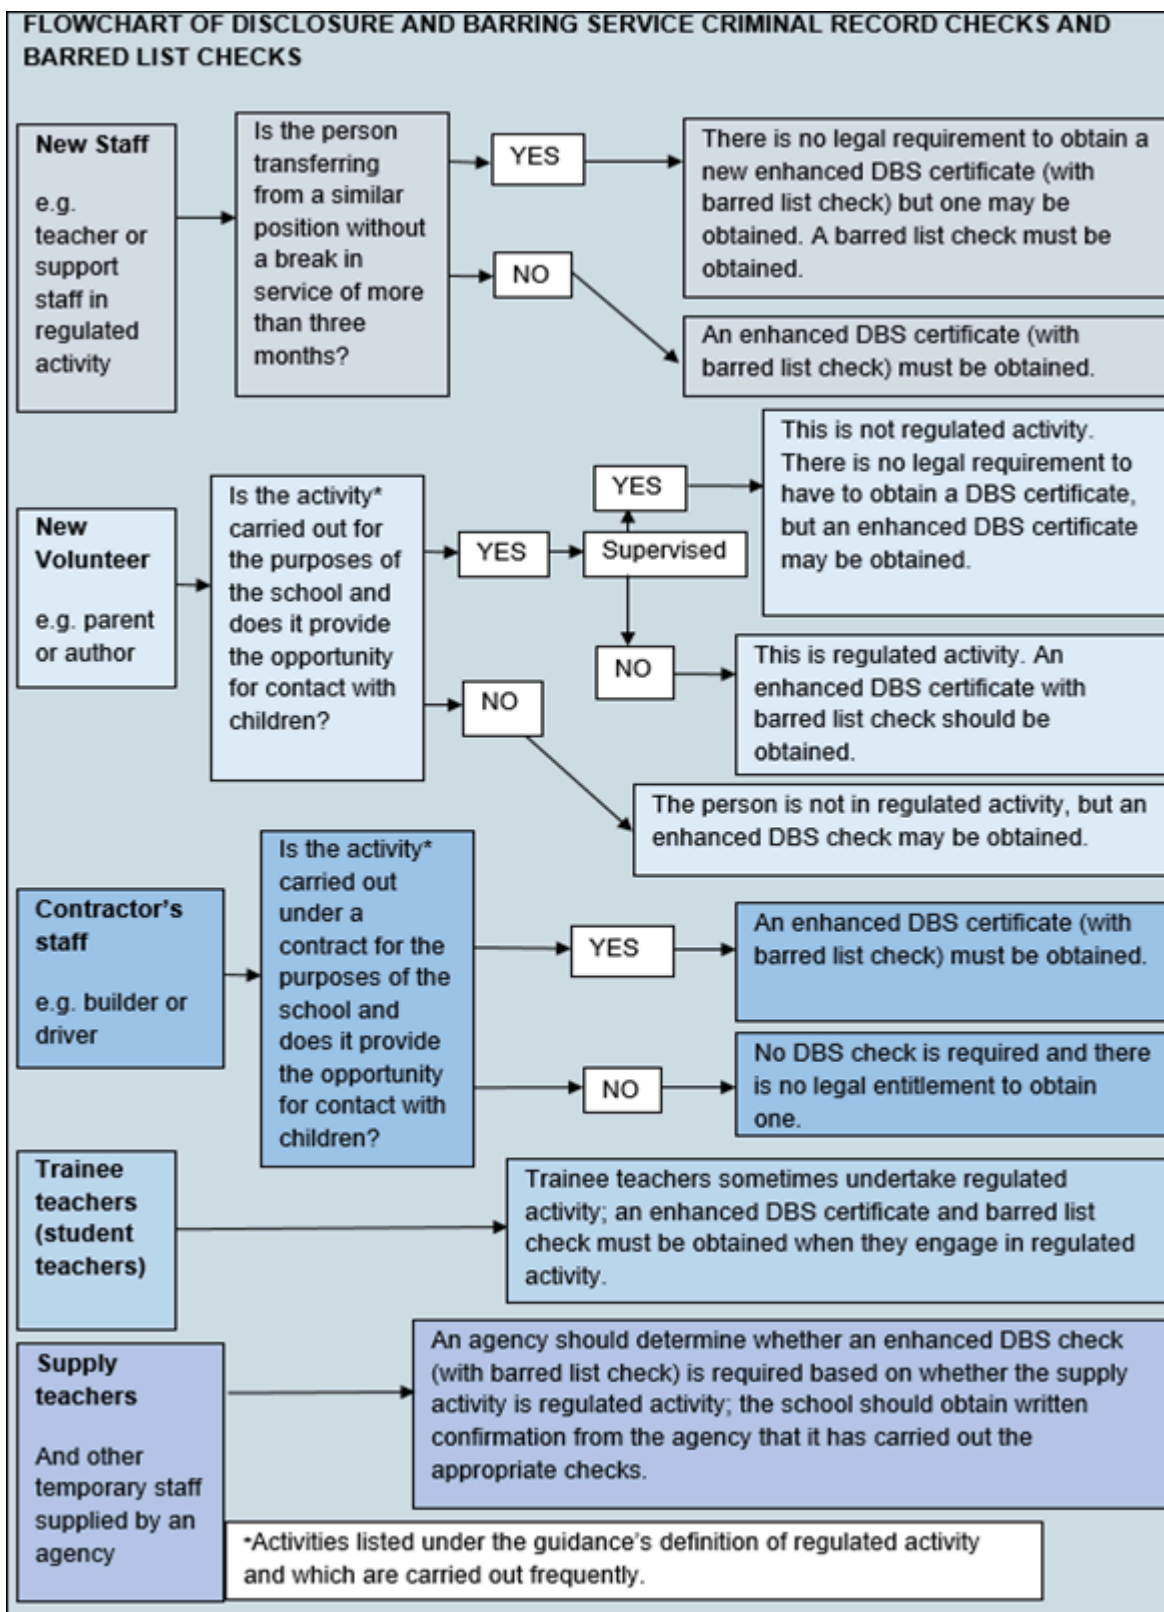 FLOWCHART OF DISCLOSURE AND BARRING SERVICE CRIMINAL RECORD CHECKS AND
BARRED LIST CHECKS
New Staff
e.g.
teacher or
support
staff in
regulated
activity
Is the person
transferring
from a similar
position without
a break in
service of more
than three
months?
YES
There is no legal requirement to obtain a
new enhanced DBS certificate (with
barred list check) but one may be
obtained. A barred list check must be
obtained.
NO
An enhanced DBS certificate (with
barred list check) must be obtained.
New
Volunteer
e.g. parent
or author
Is the activity*
carried out for
the purposes of
the school and
does it provide
the opportunity
for contact with
children?
YES
Supervised
YES
This is not regulated activity.
There is no legal requirement to
have to obtain a DBS certificate,
but an enhanced DBS certificate
may be obtained.
NO
This is regulated activity. An
enhanced DBS certificate with
barred list check should be
obtained.
NO
The person is not in regulated activity, but an
enhanced DBS check may be obtained.
Contractor's
staff
e.g. builder or
driver
Is the activity*
carried out
under a
contract for the
purposes of the
school and
does it provide
the opportunity
for contact with
children?
YES
An enhanced DBS certificate (with
barred list check) must be obtained.
NO
No DBS check is required and there
is no legal entitlement to obtain
one.
Trainee
teachers
(student
teachers)
Trainee teachers sometimes undertake regulated
activity; an enhanced DBS certificate and barred list
check must be obtained when they engage in regulated
activity.
Supply
teachers
And other
temporary staff
supplied by an
agency
An agency should determine whether an enhanced DBS check
(with barred list check) is required based on whether the supply
activity is regulated activity; the school should obtain written
confirmation from the agency that it has carried out the
appropriate checks.
*Activities listed under the guidance's definition of regulated activity
and which are carried out frequently.